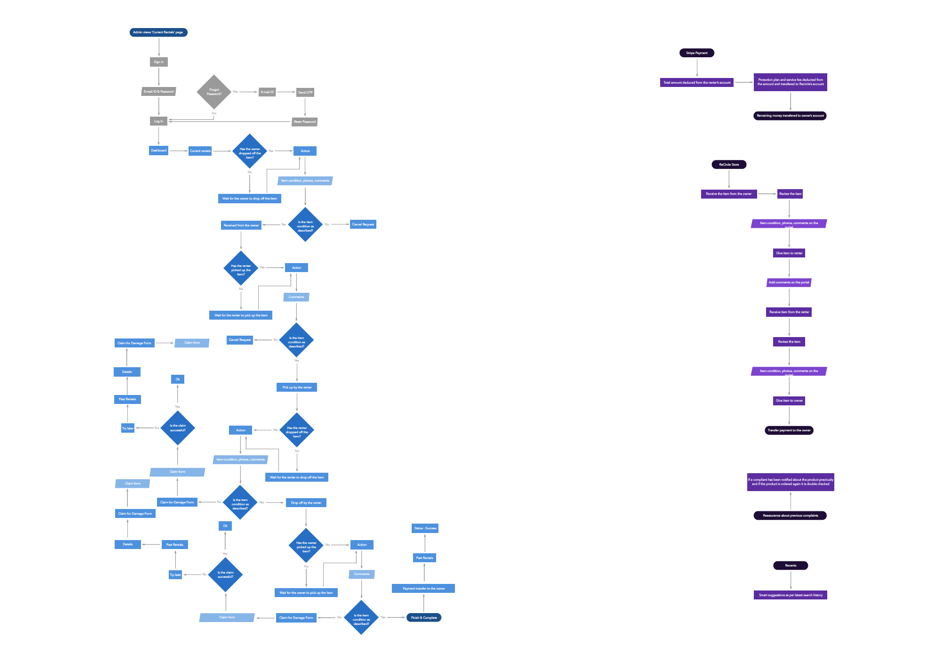 Admin views 'Current Rentals' page
Sign In
E-mail ID & Password
Log In
Forgot
Password?
Yes
E-mail ID
Send OTP
Reset Password
No
Dashboard
Current rentals
Has the owner
dropped off the
item?
Yes
Action
No
Item condition, photos, comments
Wait for the owner to drop off the item
Is the item
condition as
described?
Yes
Received from the owner
No
Cancel Request
Has the renter
picked up the
item?
Yes
Action
No
Comments
Wait for the renter to pick up the item
Is the item
condition as
described?
No
Cancel Request
Yes
Pick up by the renter
Has the renter
dropped off the
item?
Yes
Action
No
Item condition, photos, comments
Wait for the renter to drop off the item
Is the item
condition as
described?
Yes
Drop off by the renter
No
Claim for Damage Form
Claim form
Is the claim
successful?
Yes
OK
No
Try later
Past Rentals
Details
Claim for Damage Form
Claim form
Has the owner
picked up the
item?
Yes
Action
No
Comments
Wait for the owner to pick up the item
Is the item
condition as
described?
Yes
Finish & Complete
Payment transfer to the owner
Past Rentals
No
Claim for Damage Form
Claim form
Is the claim
successful?
Yes
OK
No
Try later
Past Rentals
Details
Claim for Damage Form
Claim form
Stripe Payment
Total amount deducted from the renter's account
Protection plan and service fee deducted from
the amount and transferred to
Remaining money transferred to owner's account
ReCircle Store
Receive the item from the owner
Review the item
Item condition, photos, comments on the
Give item to renter
Add comments on the portal
Receive item from the renter
Review the item
Item condition, photos, comments on the
Give item to owner
Transfer payment to the owner
If a complaint has been notified about the product previously
and if the product is ordered again it is double checked
Reassurance about previous complaints
Recents
Smart suggestions as per latest search history